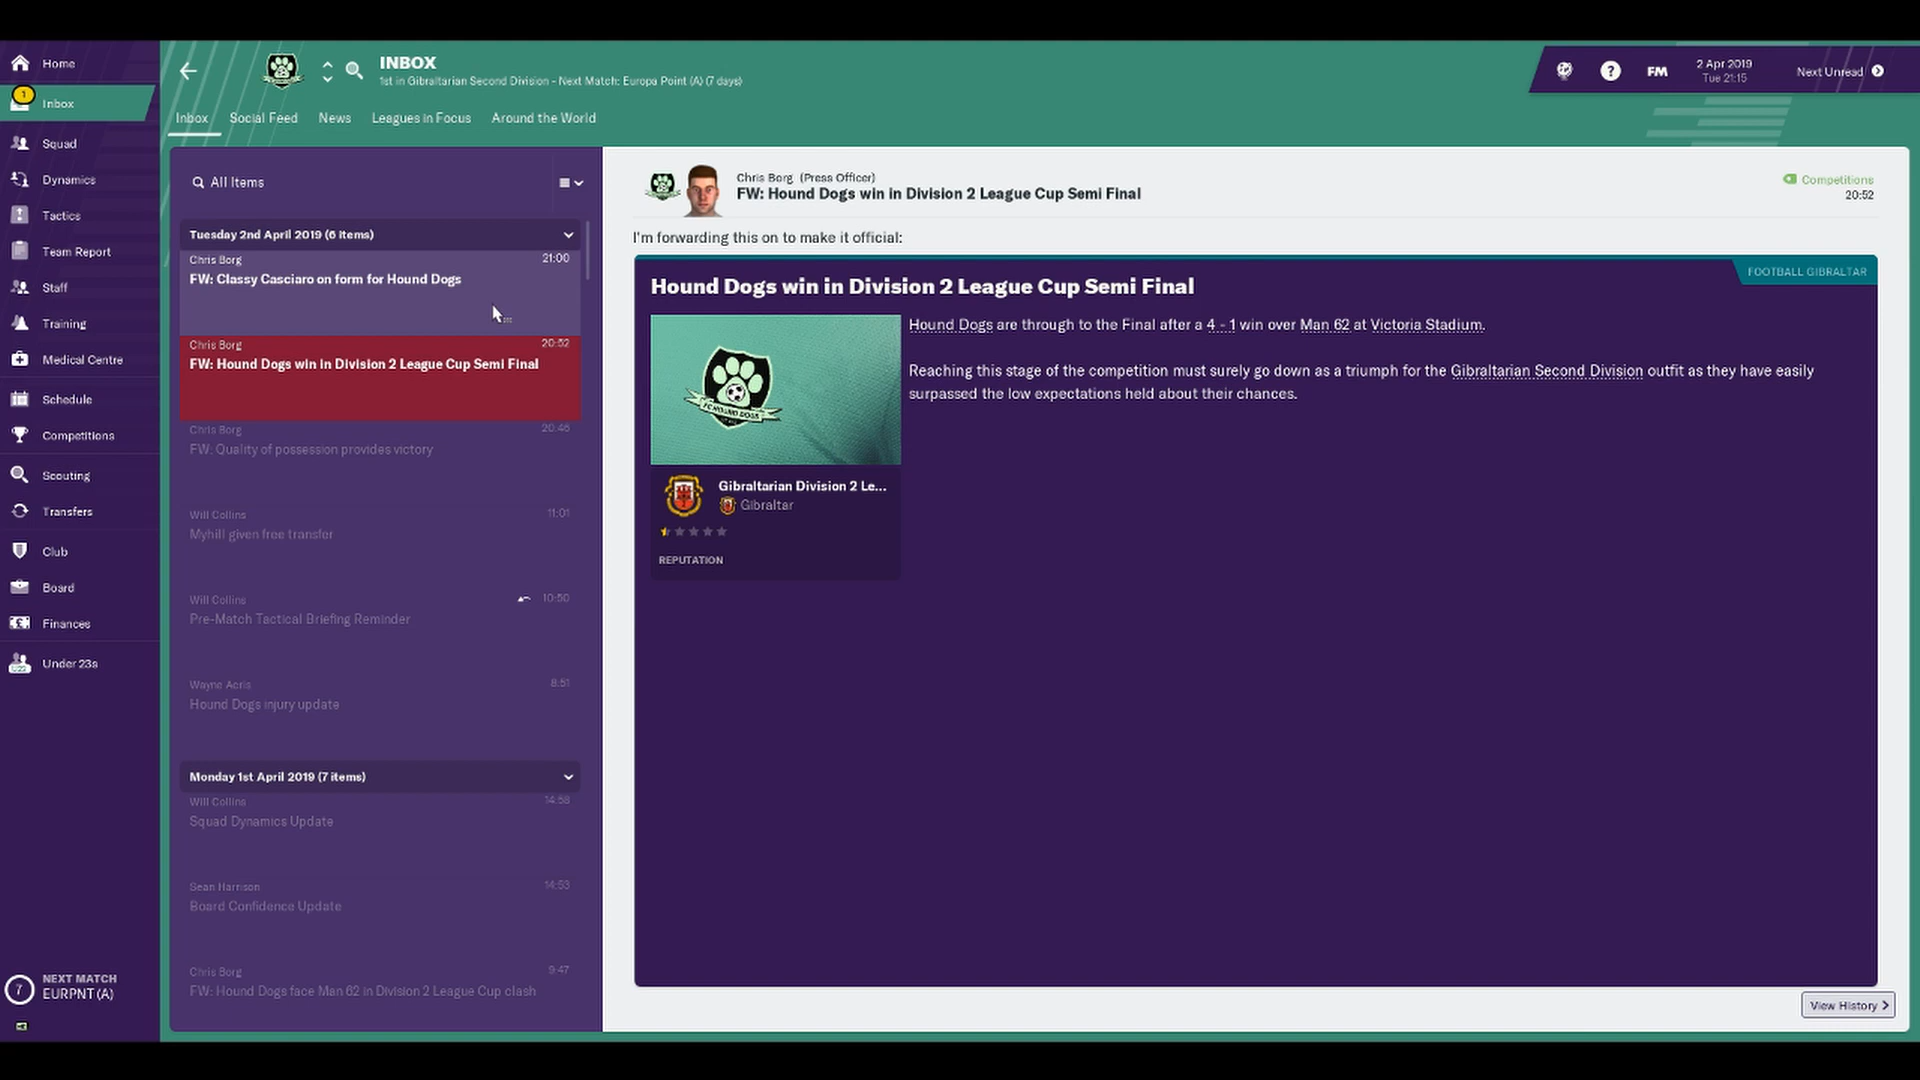 Home
1
Inbox
Squad
Dynamics
Tactics
Team Report
Staff
Training
Medical Centre
Schedule
Competitions
Scouting
Transfers
Club
Board
Finances
Under 23s
7
NEXT MATCH
EURPNT (A)
INBOX
1st in Gibraltarian Second Division - Next Match: Europa Point (A) (7 days)
?
FM
2 Apr 2019
Tue 21:15
Next Unread
Inbox
Social Feed
News
Leagues in Focus
Around the World
All Items
Tuesday 2nd April 2019 (6 items)
Chris Borg
21:00
FW: Classy Casciaro on form for Hound Dogs
Chris Borg
20:52
FW: Hound Dogs win in Division 2 League Cup Semi Final
Chris Borg
20:46
FW: Quality of possession provides victory
Will Collins
11:01
Myhill given free transfer
Will Collins
10:50
Pre-Match Tactical Briefing Reminder
Wayne Acris
8:51
Hound Dogs injury update
Monday 1st April 2019 (7 items)
Will Collins
14:58
Squad Dynamics Update
Sean Harrison
14:53
Board Confidence Update
Chris Borg
9:47
FW: Hound Dogs face Man 62 in Division 2 League Cup clash
Chris Borg (Press Officer)
FW: Hound Dogs win in Division 2 League Cup Semi Final
Competitions
20:52
I'm forwarding this on to make it official:
FOOTBALL GIBRALTAR
Hound Dogs win in Division 2 League Cup Semi Final
FC HOUND DOGS
Hound Dogs are through to the Final after a 4 - 1 win over Man 62 at Victoria Stadium.
Reaching this stage of the competition must surely go down as a triumph for the Gibraltarian Second Division outfit as they have easily
surpassed the low expectations held about their chances.
Gibraltarian Division 2 Le...
Gibraltar
REPUTATION
View History